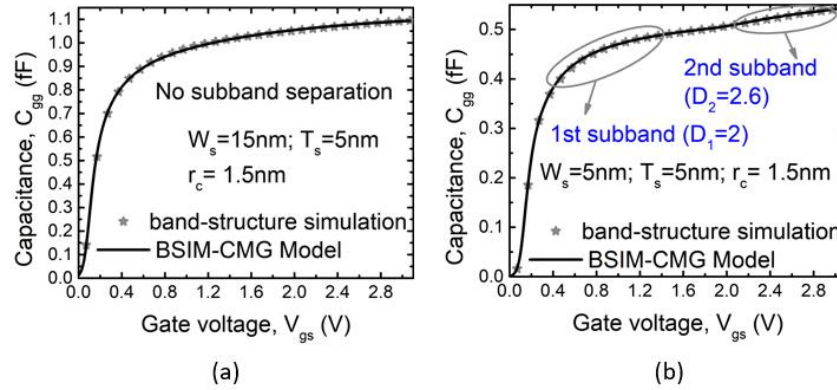 1.1
1.0
0.9
0.8
0.7
0.6
0.5
0.4
0.3
0.2
0.1
0.0
Capacitance, C_gg (fF)
No subband separation
W_s=15nm; T_s=5nm
r_c= 1.5nm
★ band-structure simulation
— BSIM-CMG Model
0.0 0.4 0.8 1.2 1.6 2.0 2.4 2.8
Gate voltage, V_gs (V)
(a)
0.5
0.4
0.3
0.2
0.1
0.0
Capacitance, C_gg (fF)
2nd subband
(D_2=2.6)
1st subband (D_1=2)
W_s=5nm; T_s=5nm; r_c= 1.5nm
★ band-structure simulation
— BSIM-CMG Model
0.0 0.4 0.8 1.2 1.6 2.0 2.4 2.8
Gate voltage, V_gs (V)
(b)